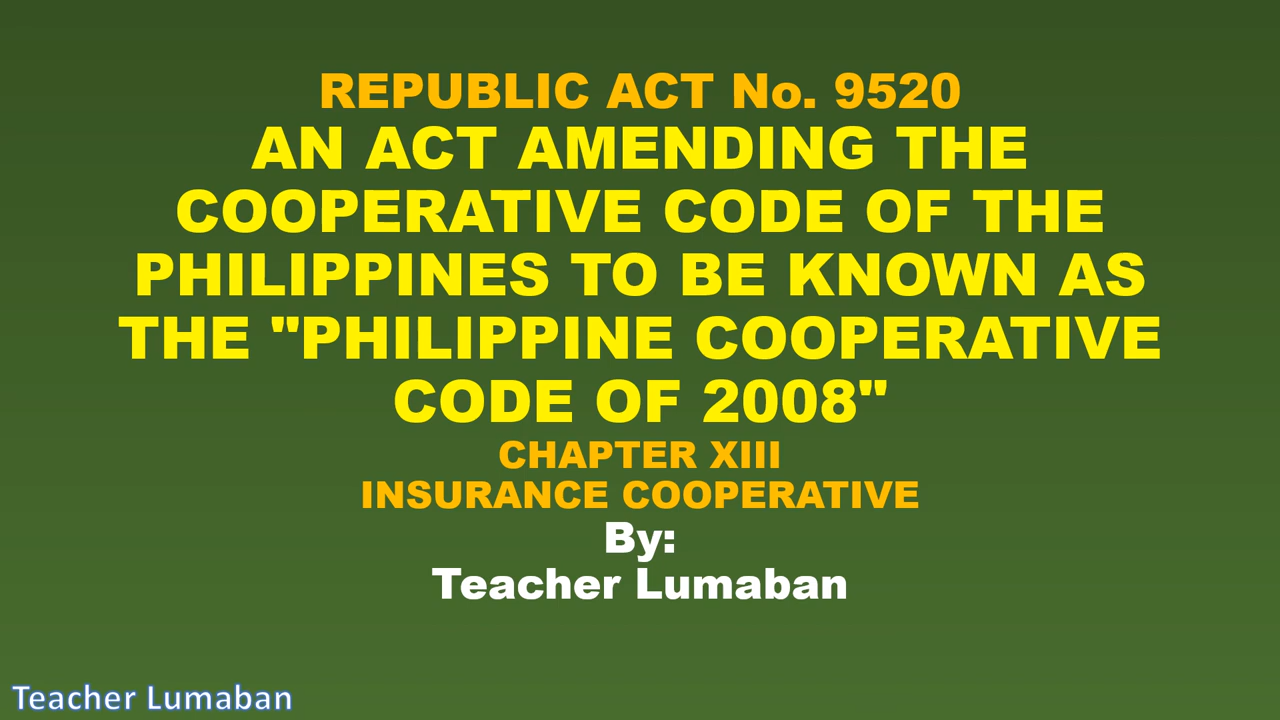 REPUBLIC ACT No. 9520
AN ACT AMENDING THE
COOPERATIVE CODE OF THE
PHILIPPINES TO BE KNOWN AS
THE "PHILIPPINE COOPERATIVE
CODE OF 2008"
CHAPTER XIII
INSURANCE COOPERATIVE
By:
Teacher Lumaban
Teacher Lumaban